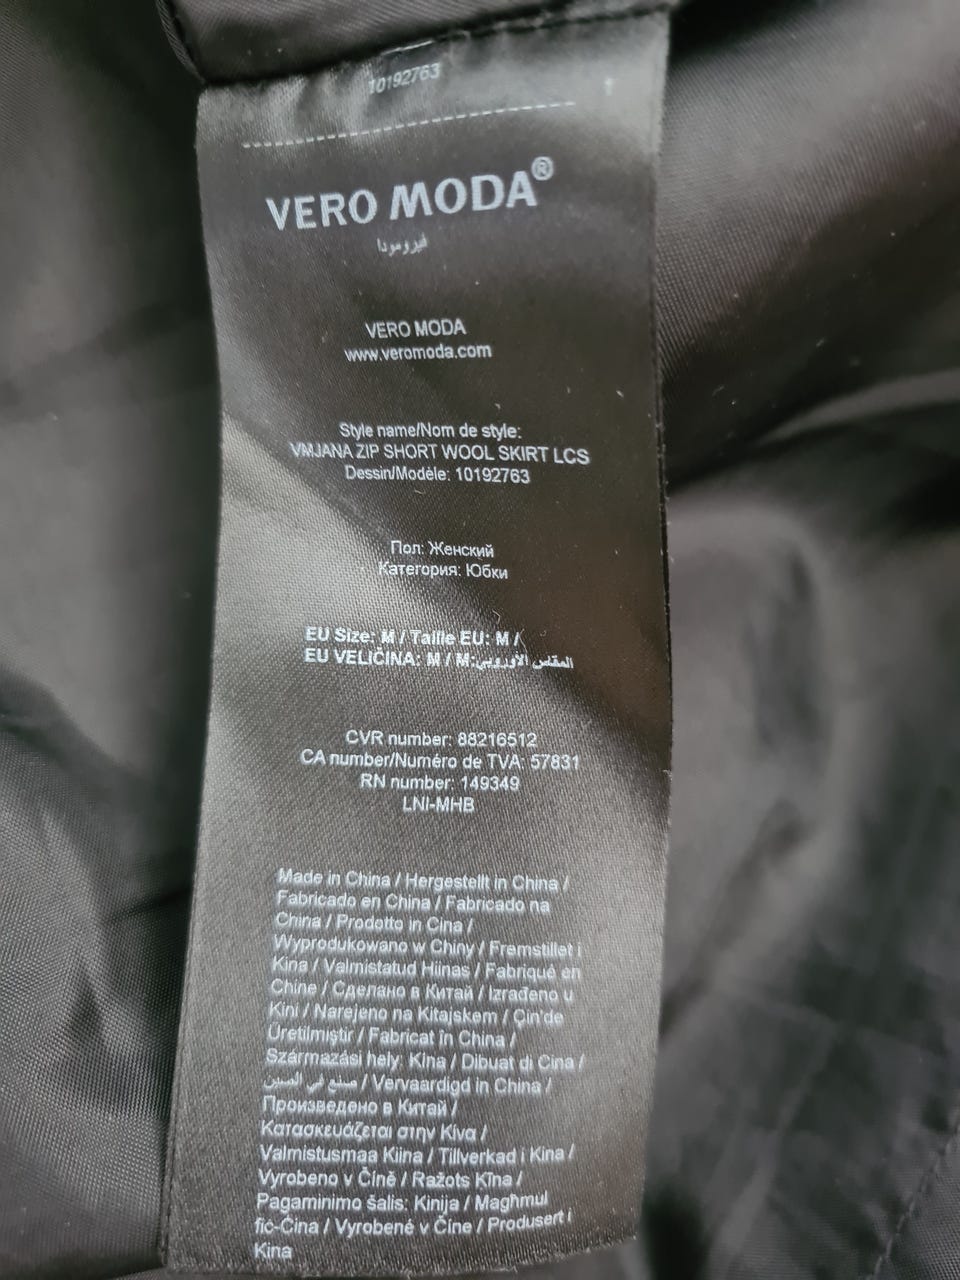 10192763
1
VERO MODA®
فيرومودا
VERO MODA
www.veromoda.com
Style name/Nom de style:
VMJANA ZIP SHORT WOOL SKIRT LCS
Dessin/Modèle: 10192763
Пол: Женский
Категория: Юбки
EU Size: M / Taille EU: M /
EU VELIČINA: M / M:المقاس الأوروبي
CVR number: 88216512
CA number/Numéro de TVA: 57831
RN number: 149349
LNI-MHB
Made in China / Hergestellt in China /
Fabricado en China / Fabricado na
China / Prodotto in Cina /
Wyprodukowano w Chiny / Fremstillet i
Kina / Valmistatud Hiinas / Fabriqué en
Chine / Сделано в Китай / Izrađeno u
Kini / Narejeno na Kitajskem / Çin'de
Üretilmiştir / Fabricat în China /
Származási hely: Kína / Dibuat di Cina /
صنع في الصين / Vervaardigd in China /
Произведено в Китай /
Κατασκευάζεται στην Κίνα /
Valmistusmaa Kiina / Tillverkad i Kina /
Vyrobeno v Číně / Ražots Ķīna /
Pagaminimo šalis: Kinija / Magħmul
fiċ-Ċina / Vyrobené v Číne / Produsert i
Kina